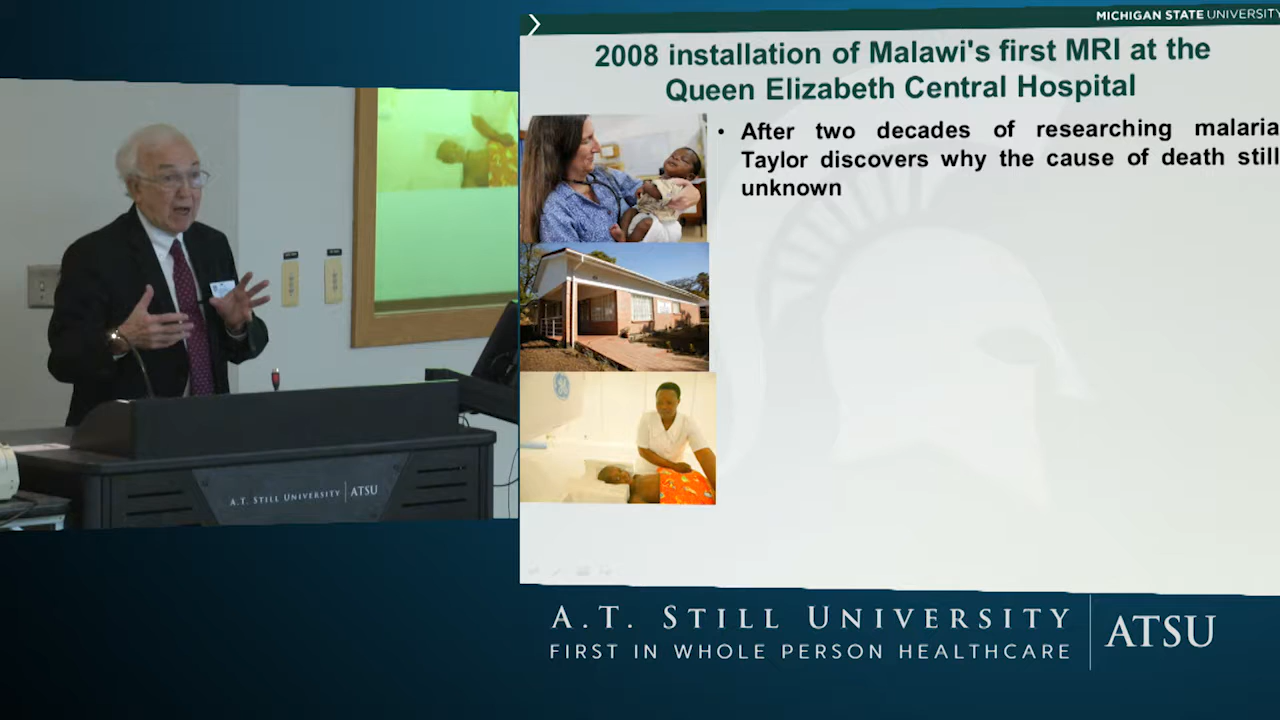 MICHIGAN STATE UNIVERSITY
2008 installation of Malawi's first MRI at the
Queen Elizabeth Central Hospital
• After two decades of researching malaria
Taylor discovers why the cause of death still
unknown
A.T. STILL UNIVERSITY | ATSU
A.T. STILL UNIVERSITY
FIRST IN WHOLE PERSON HEALTHCARE
ATSU